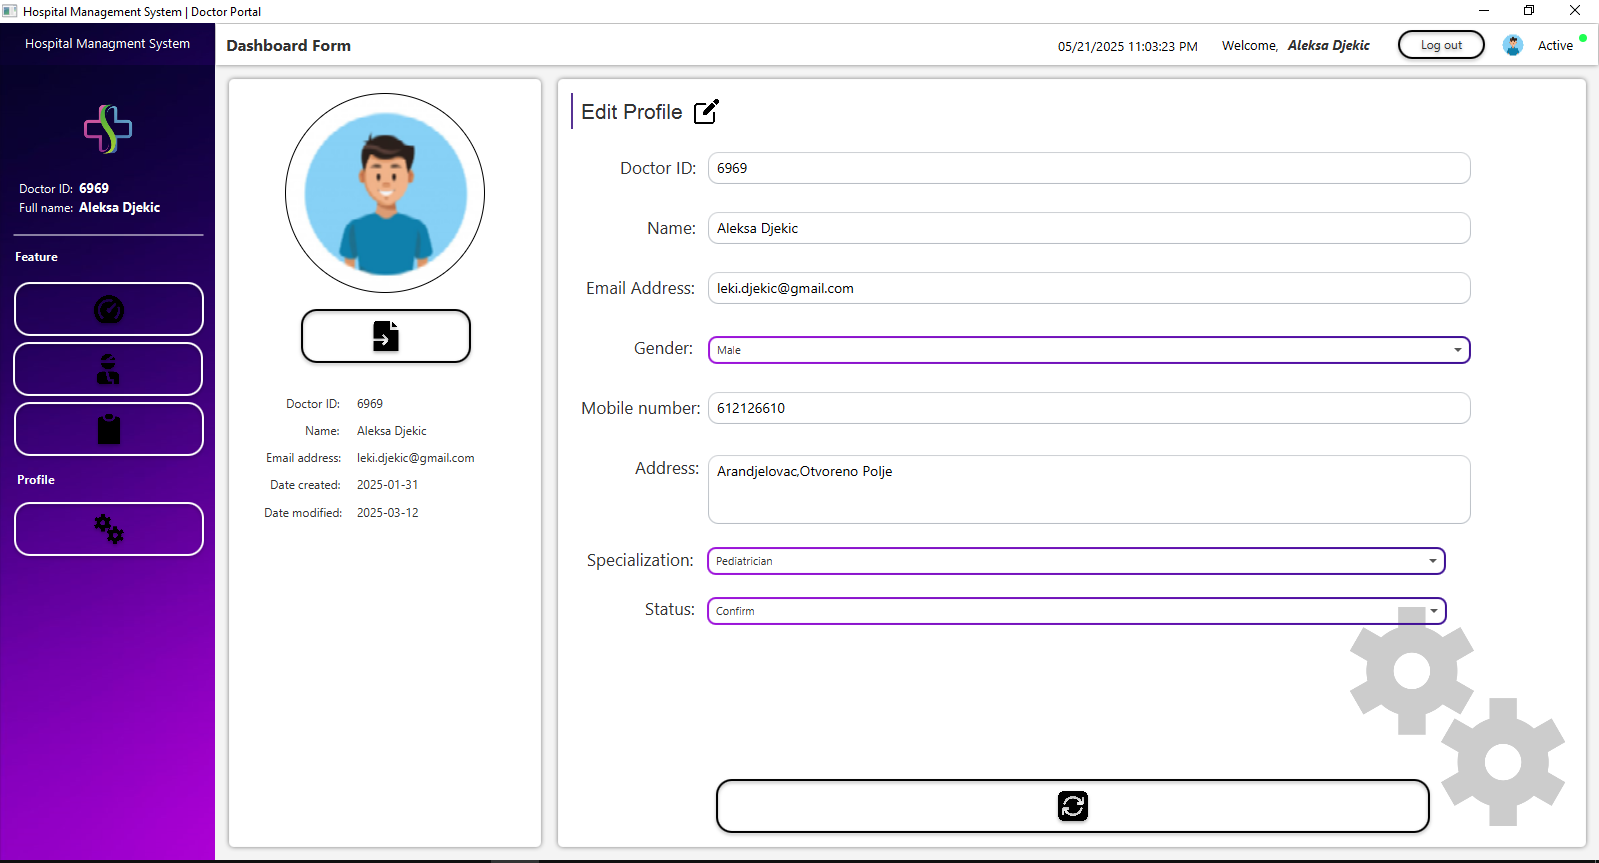 Hospital Management System | Doctor Portal
Hospital Managment System
Dashboard Form
05/21/2025 11:03:23 PM
Welcome, Aleksa Djekic
Log out
Active
Doctor ID: 6969
Full name: Aleksa Djekic
Feature
Profile
Doctor ID: 6969
Name: Aleksa Djekic
Email address: leki.djekic@gmail.com
Date created: 2025-01-31
Date modified: 2025-03-12
Edit Profile
Doctor ID: 6969
Name: Aleksa Djekic
Email Address: leki.djekic@gmail.com
Gender: Male
Mobile number: 612126610
Address: Arandjelovac,Otvoreno Polje
Specialization: Pediatrician
Status: Confirm